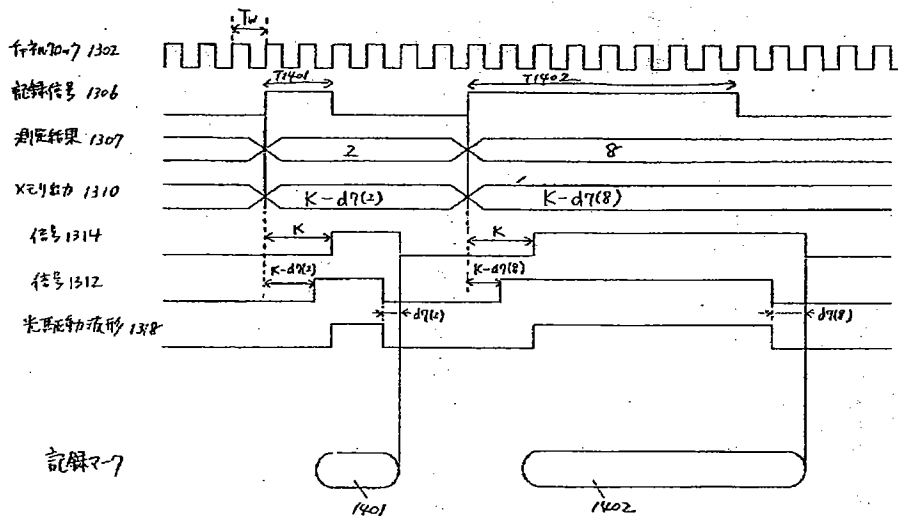 Tw
チャネルクロック 1302
T1401
T1402
記録信号 1306
測定結果 1307
2
8
メモリ出力 1310
K-d7(2)
K-d7(8)
信号 1314
K
K
K-d7(2)
K-d7(8)
信号 1312
d7(2)
d7(8)
光駆動波形 1318
記録マーク
1401
1402